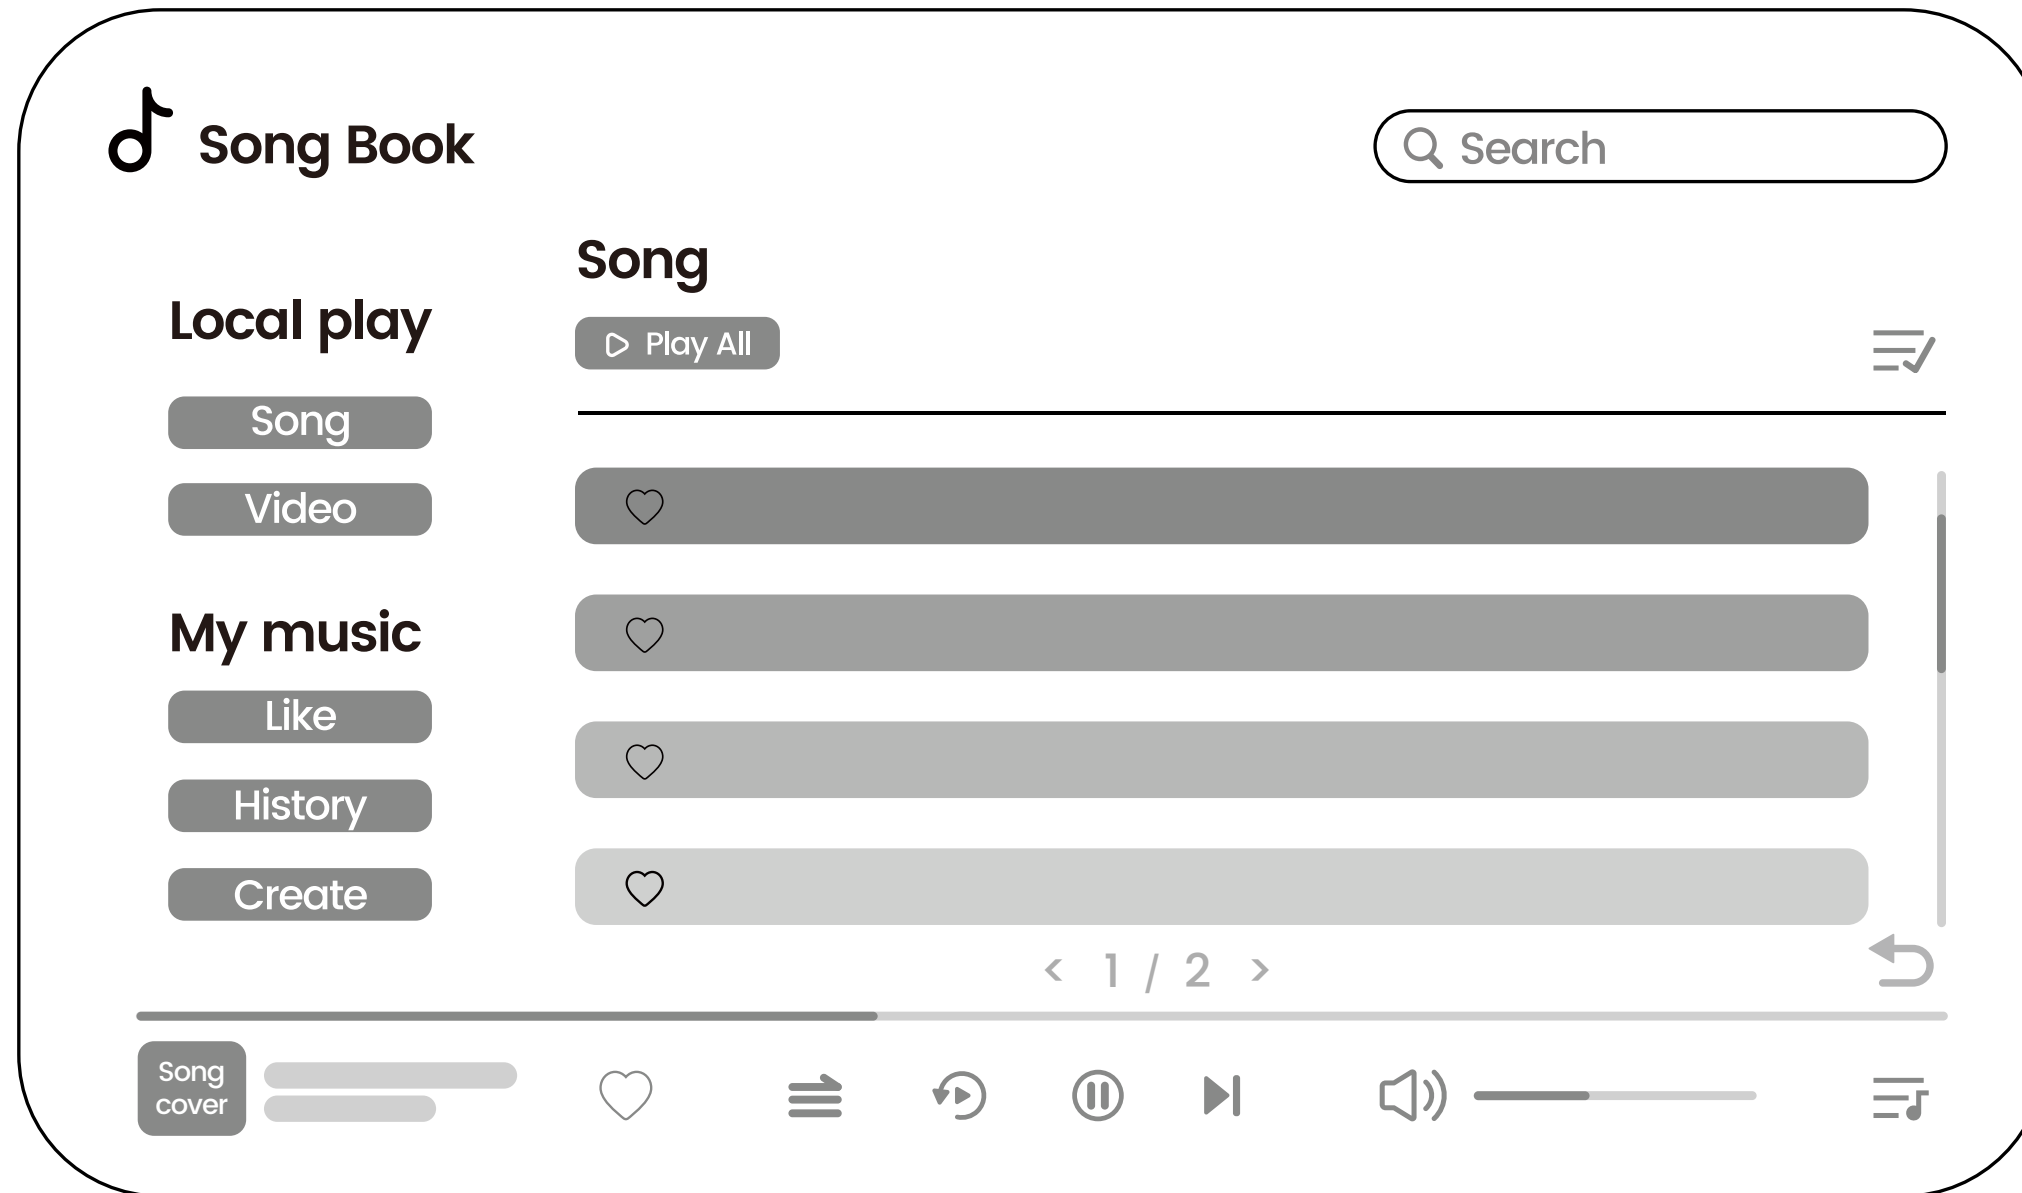 Song Book
Search
Local play
Song
Video
My music
Like
History
Create
Song
Play All
< 1 / 2 >
Song
cover